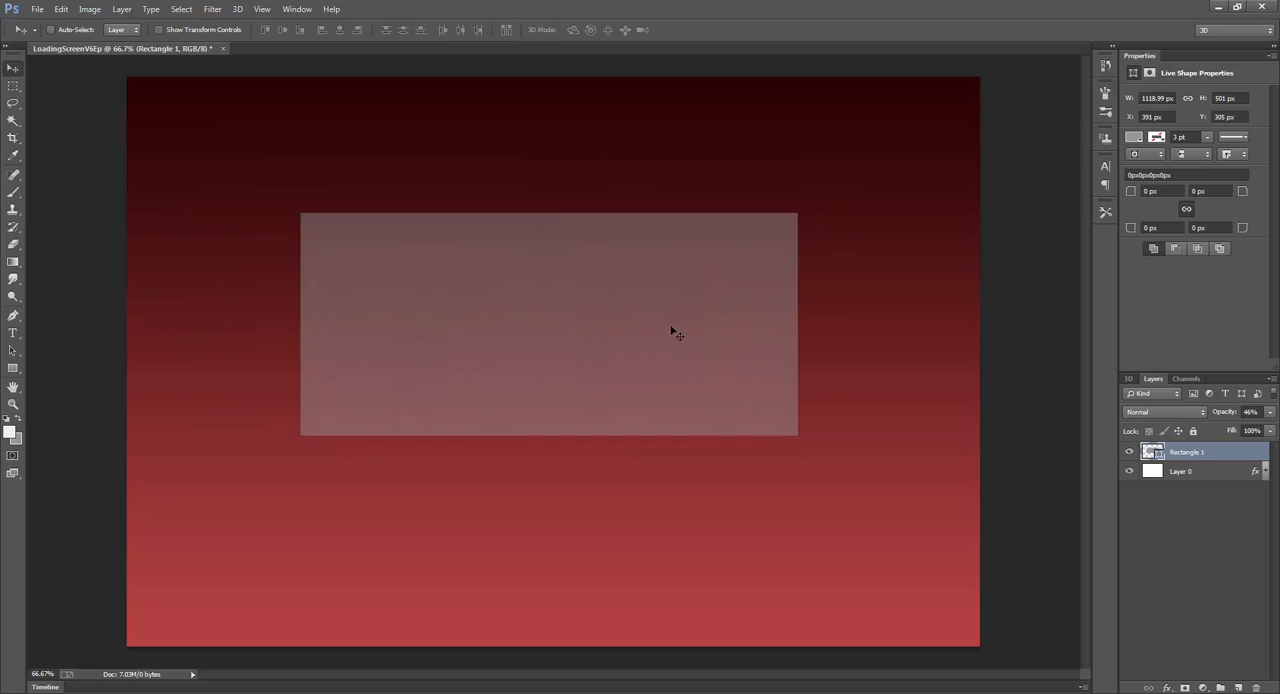 Ps File Edit Image Layer Type Select Filter 3D View Window Help
Auto-Select: Layer Show Transform Controls 3D Mode: 3D
LoadingScreenV6Ep @ 66.7% (Rectangle 1, RGB/8) * ×
Properties
Live Shape Properties
W: 1118.99 px H: 501 px
X: 391 px Y: 305 px
3 pt
0px0px0px0px
0 px 0 px
0 px 0 px
3D Layers Channels
Kind
Normal Opacity: 46%
Lock: Fill: 100%
Rectangle 1
Layer 0 fx
66.67% Doc: 7.03M/0 bytes
Timeline
fx